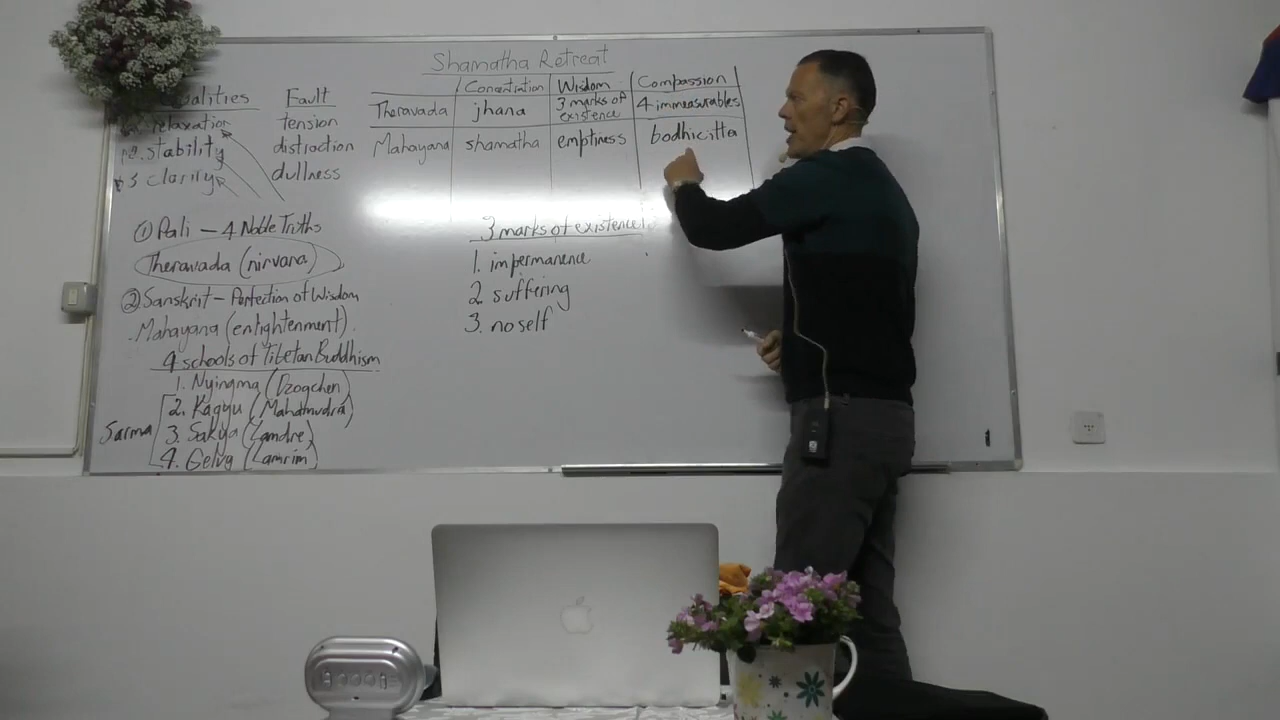 Shamatha Retreat
Qualities Fault
1. relaxation tension
2. stability distraction
3 clarity dullness
Concentration Wisdom Compassion
Theravada jhana 3 marks of existence 4 immeasurables
Mahayana shamatha emptiness bodhicitta
① Pali – 4 Noble Truths
Theravada (nirvana)
② Sanskrit – Perfection of Wisdom
Mahayana (enlightenment).
4 schools of Tibetan Buddhism
1. Nyingma (Dzogchen)
2. Kagyu (Mahamudra)
Sarma 3. Sakya (Lamdre)
4. Gelug (Lamrim)
3 marks of existence
1. impermanence
2. suffering
3. no self